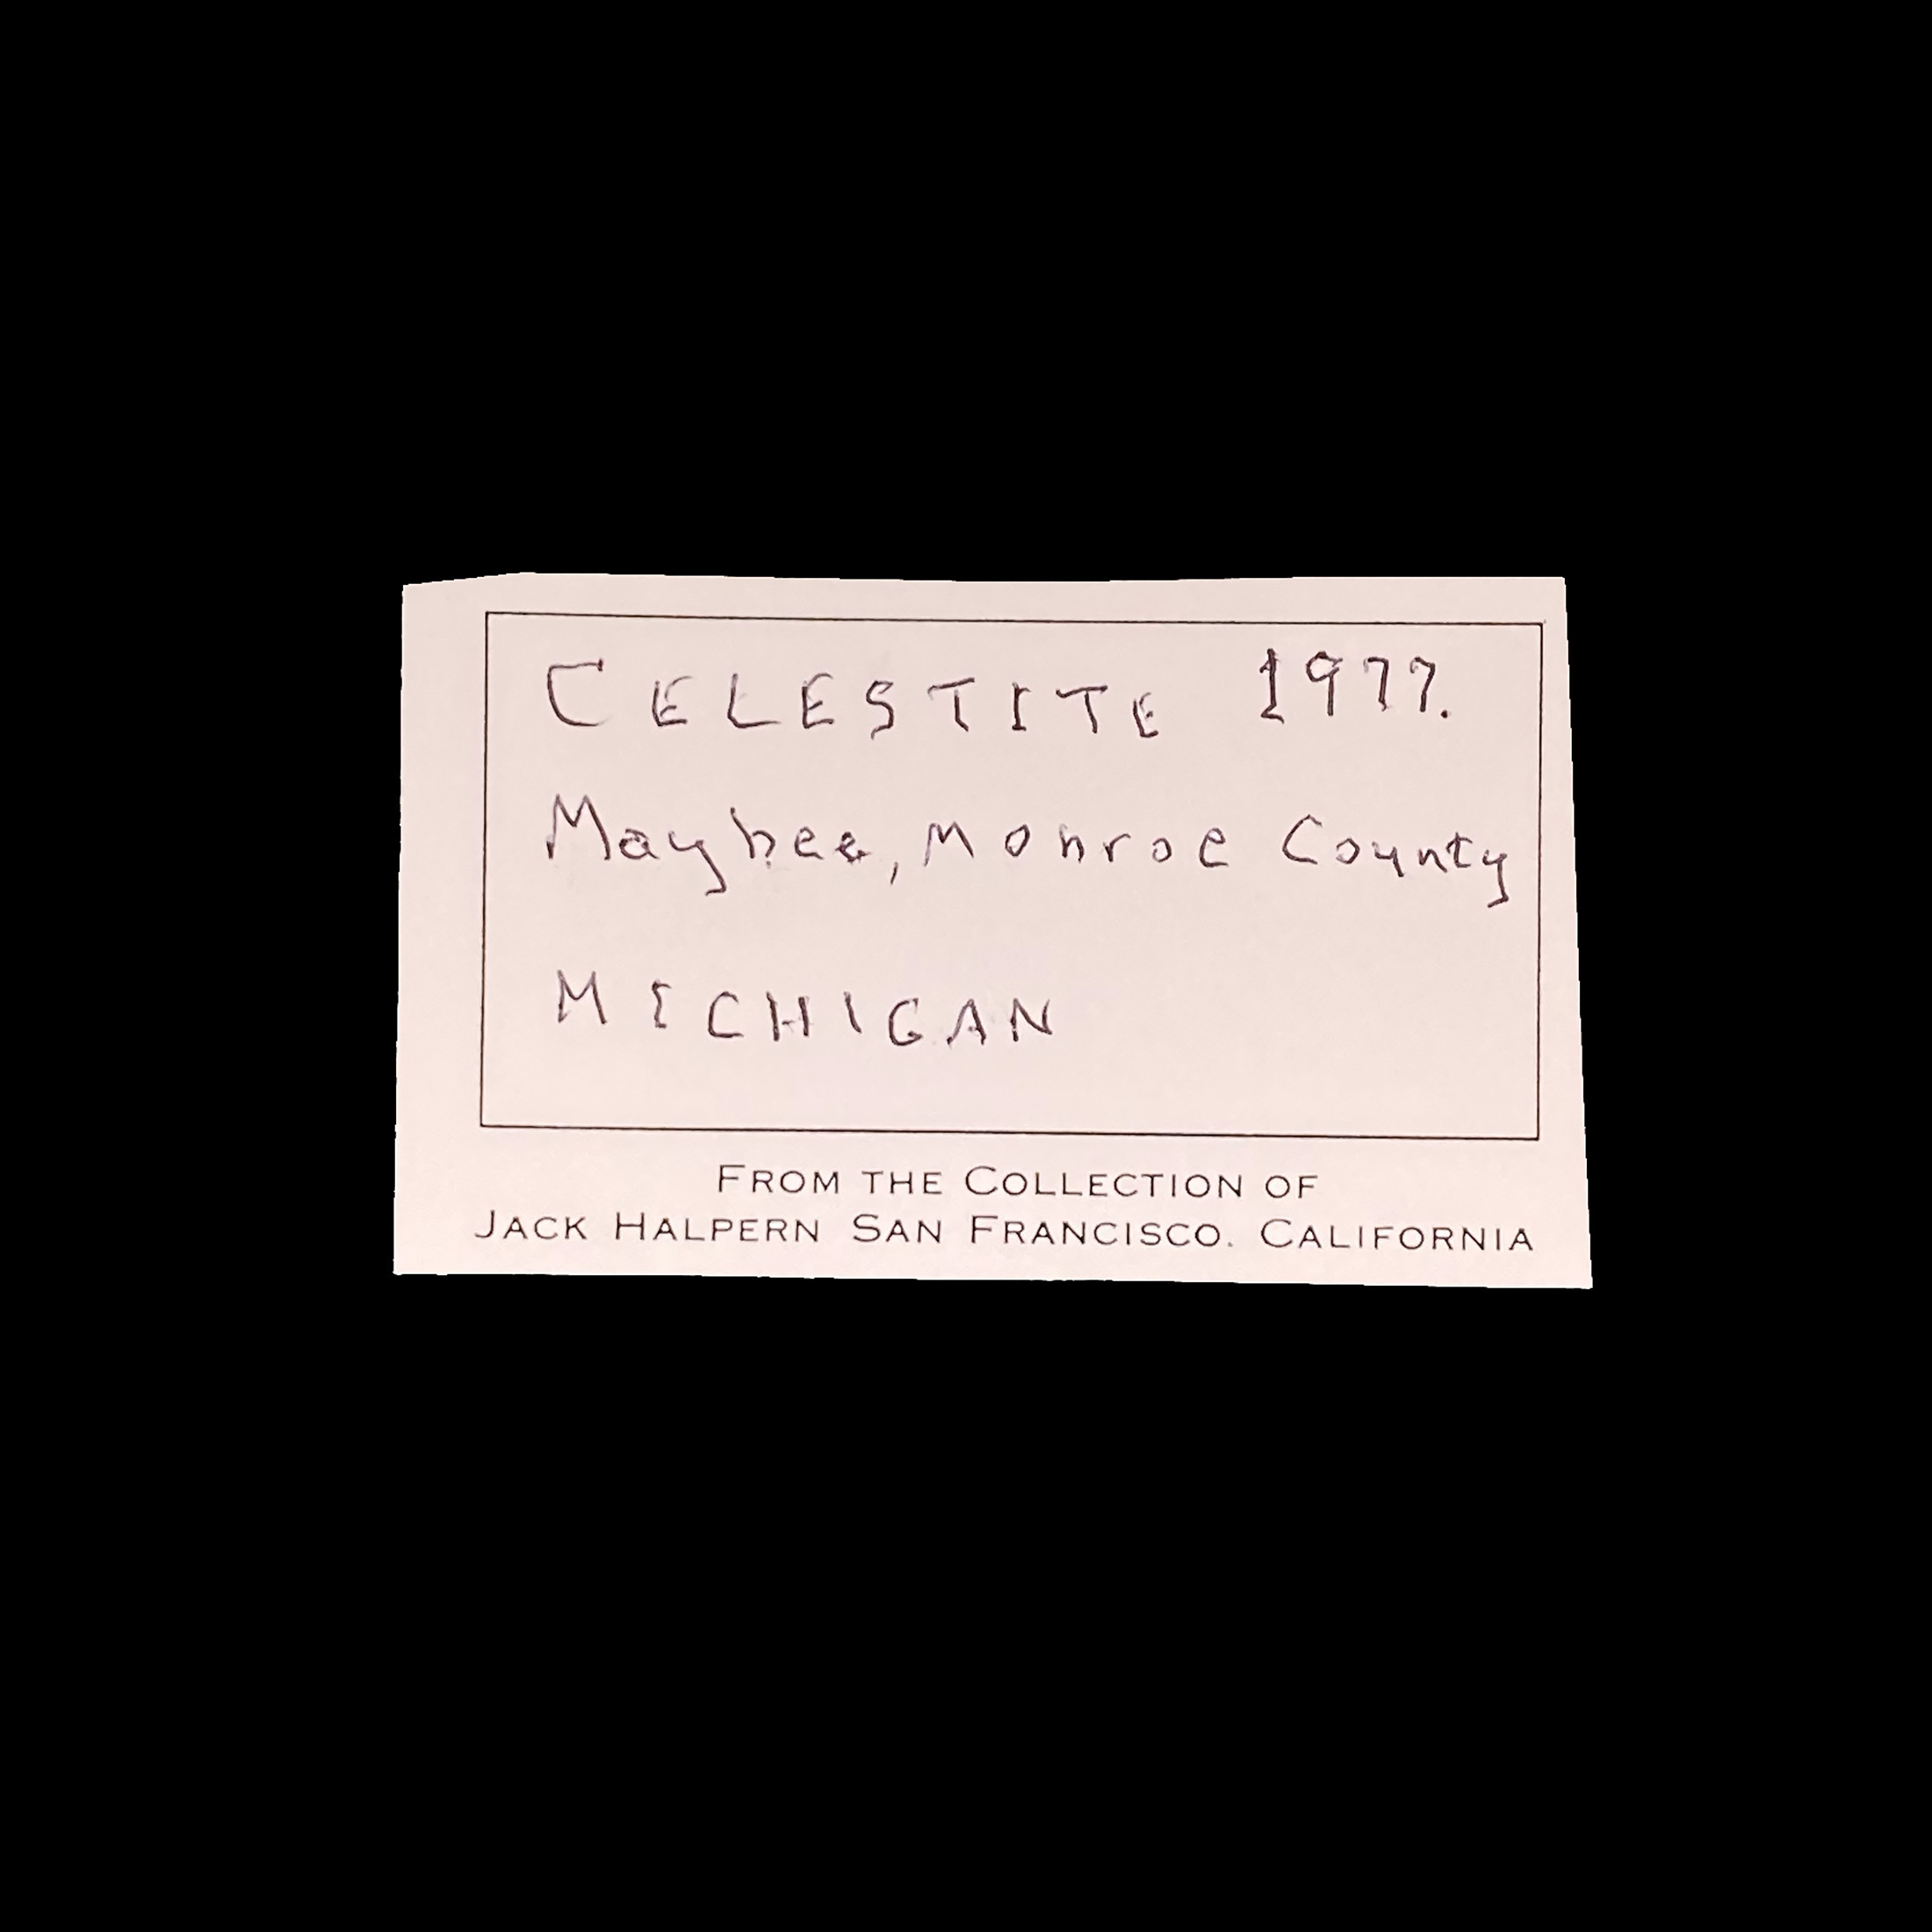 CELESTITE 1977.
Maybee, Monroe County
MICHIGAN
FROM THE COLLECTION OF
JACK HALPERN SAN FRANCISCO. CALIFORNIA